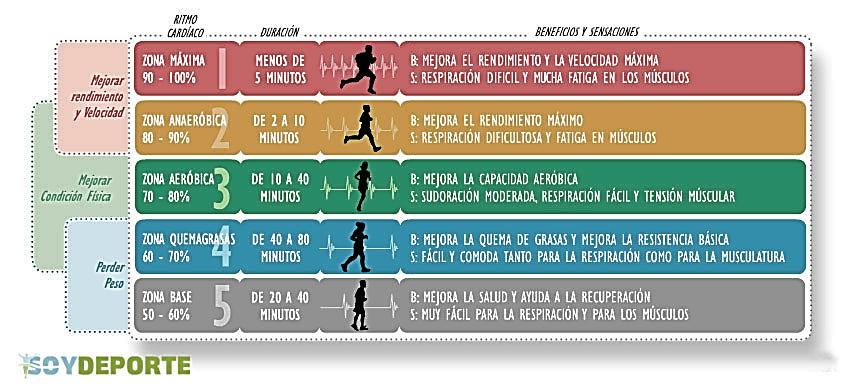 RITMO
CARDÍACO
DURACIÓN
BENEFICIOS Y SENSACIONES
Mejorar
rendimiento
y Velocidad
ZONA MÁXIMA
90 - 100%
1
MENOS DE
5 MINUTOS
B: MEJORA EL RENDIMIENTO Y LA VELOCIDAD MÁXIMA
S: RESPIRACIÓN DIFICIL Y MUCHA FATIGA EN LOS MÚSCULOS
ZONA ANAERÓBICA
80 - 90%
2
DE 2 A 10
MINUTOS
B: MEJORA EL RENDIMIENTO MÁXIMO
S: RESPIRACIÓN DIFICULTOSA Y FATIGA EN MÚSCULOS
Mejorar
Condición Física
ZONA AERÓBICA
70 - 80%
3
DE 10 A 40
MINUTOS
B: MEJORA LA CAPACIDAD AERÓBICA
S: SUDORACIÓN MODERADA, RESPIRACIÓN FÁCIL Y TENSIÓN MÚSCULAR
Perder
Peso
ZONA QUEMAGRASAS
60 - 70%
4
DE 40 A 80
MINUTOS
B: MEJORA LA QUEMA DE GRASAS Y MEJORA LA RESISTENCIA BÁSICA
S: FÁCIL Y COMODA TANTO PARA LA RESPIRACIÓN COMO PARA LA MUSCULATURA
ZONA BASE
50 - 60%
5
DE 20 A 40
MINUTOS
B: MEJORA LA SALUD Y AYUDA A LA RECUPERACIÓN
S: MUY FÁCIL PARA LA RESPIRACIÓN Y PARA LOS MÚSCULOS
SOYDEPORTE